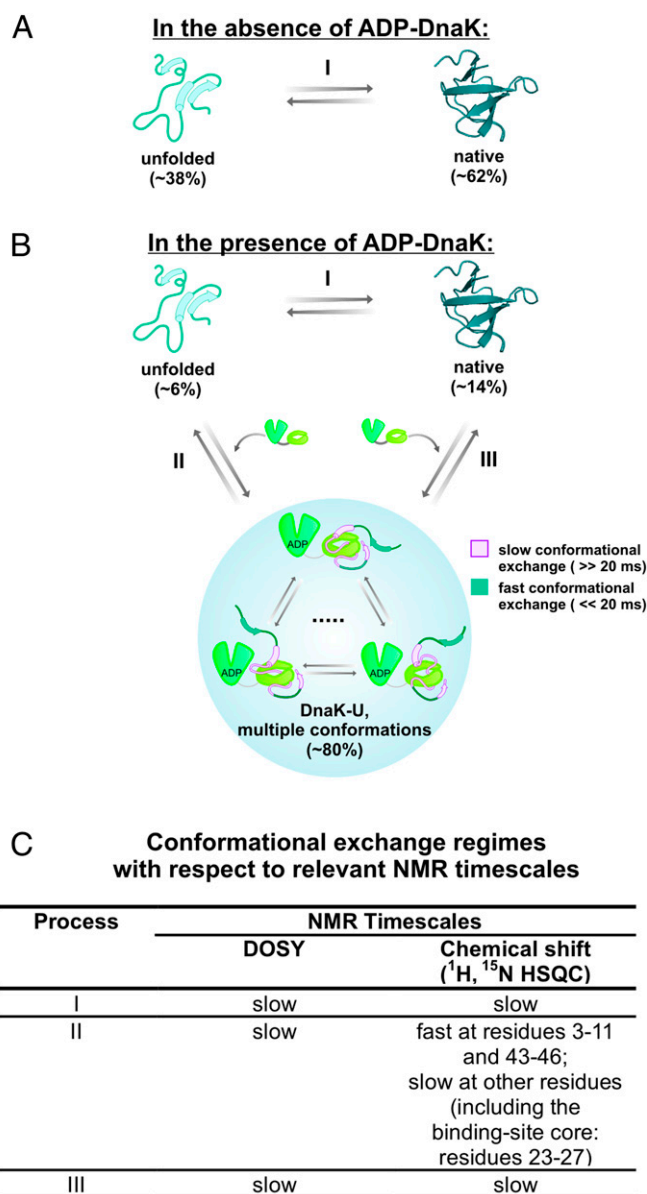 A
In the absence of ADP-DnaK:
I
unfolded
(~38%)
native
(~62%)
B
In the presence of ADP-DnaK:
I
unfolded
(~6%)
native
(~14%)
II
III
ADP
slow conformational
exchange ( >> 20 ms)
fast conformational
exchange ( << 20 ms)
.....
ADP
ADP
DnaK-U,
multiple conformations
(~80%)
C
Conformational exchange regimes
with respect to relevant NMR timescales
Process NMR Timescales
DOSY Chemical shift
(¹H, ¹⁵N HSQC)
I slow slow
II slow fast at residues 3-11
and 43-46;
slow at other residues
(including the
binding-site core:
residues 23-27)
III slow slow